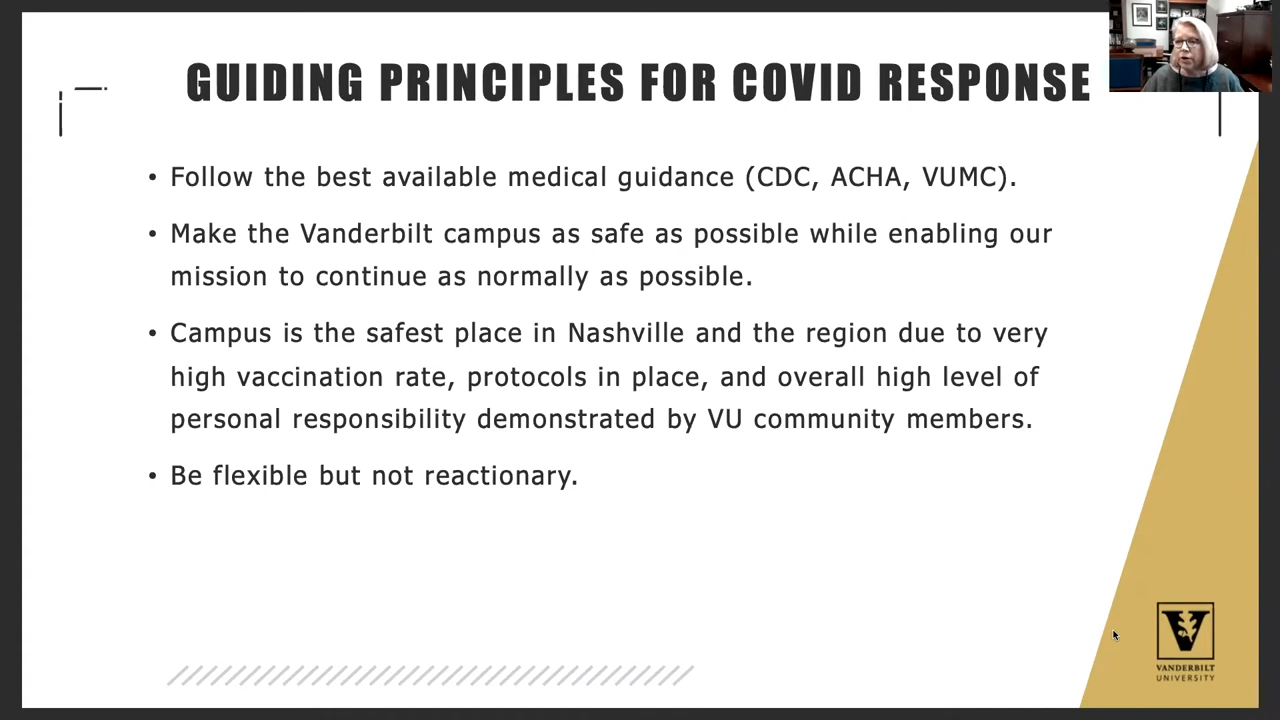 GUIDING PRINCIPLES FOR COVID RESPONSE
• Follow the best available medical guidance (CDC, ACHA, VUMC).
• Make the Vanderbilt campus as safe as possible while enabling our
mission to continue as normally as possible.
• Campus is the safest place in Nashville and the region due to very
high vaccination rate, protocols in place, and overall high level of
personal responsibility demonstrated by VU community members.
• Be flexible but not reactionary.
V
VANDERBILT
UNIVERSITY